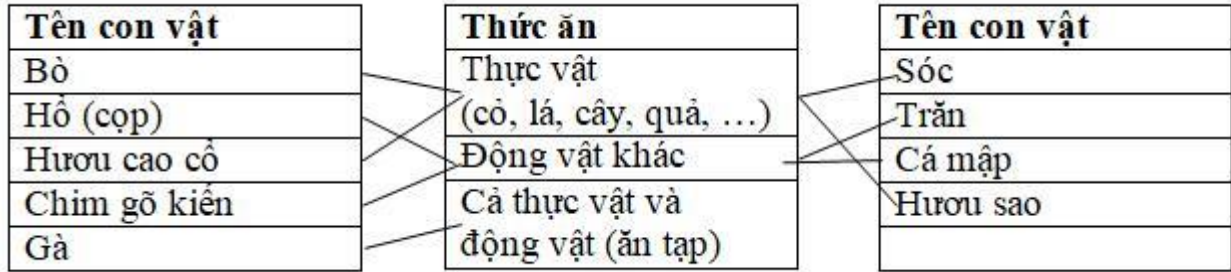 Tên con vật
Bò
Hổ (cọp)
Hươu cao cổ
Chim gõ kiến
Gà
Thức ăn
Thực vật
(cỏ, lá, cây, quả, …)
Động vật khác
Cả thực vật và
động vật (ăn tạp)
Tên con vật
Sóc
Trăn
Cá mập
Hươu sao